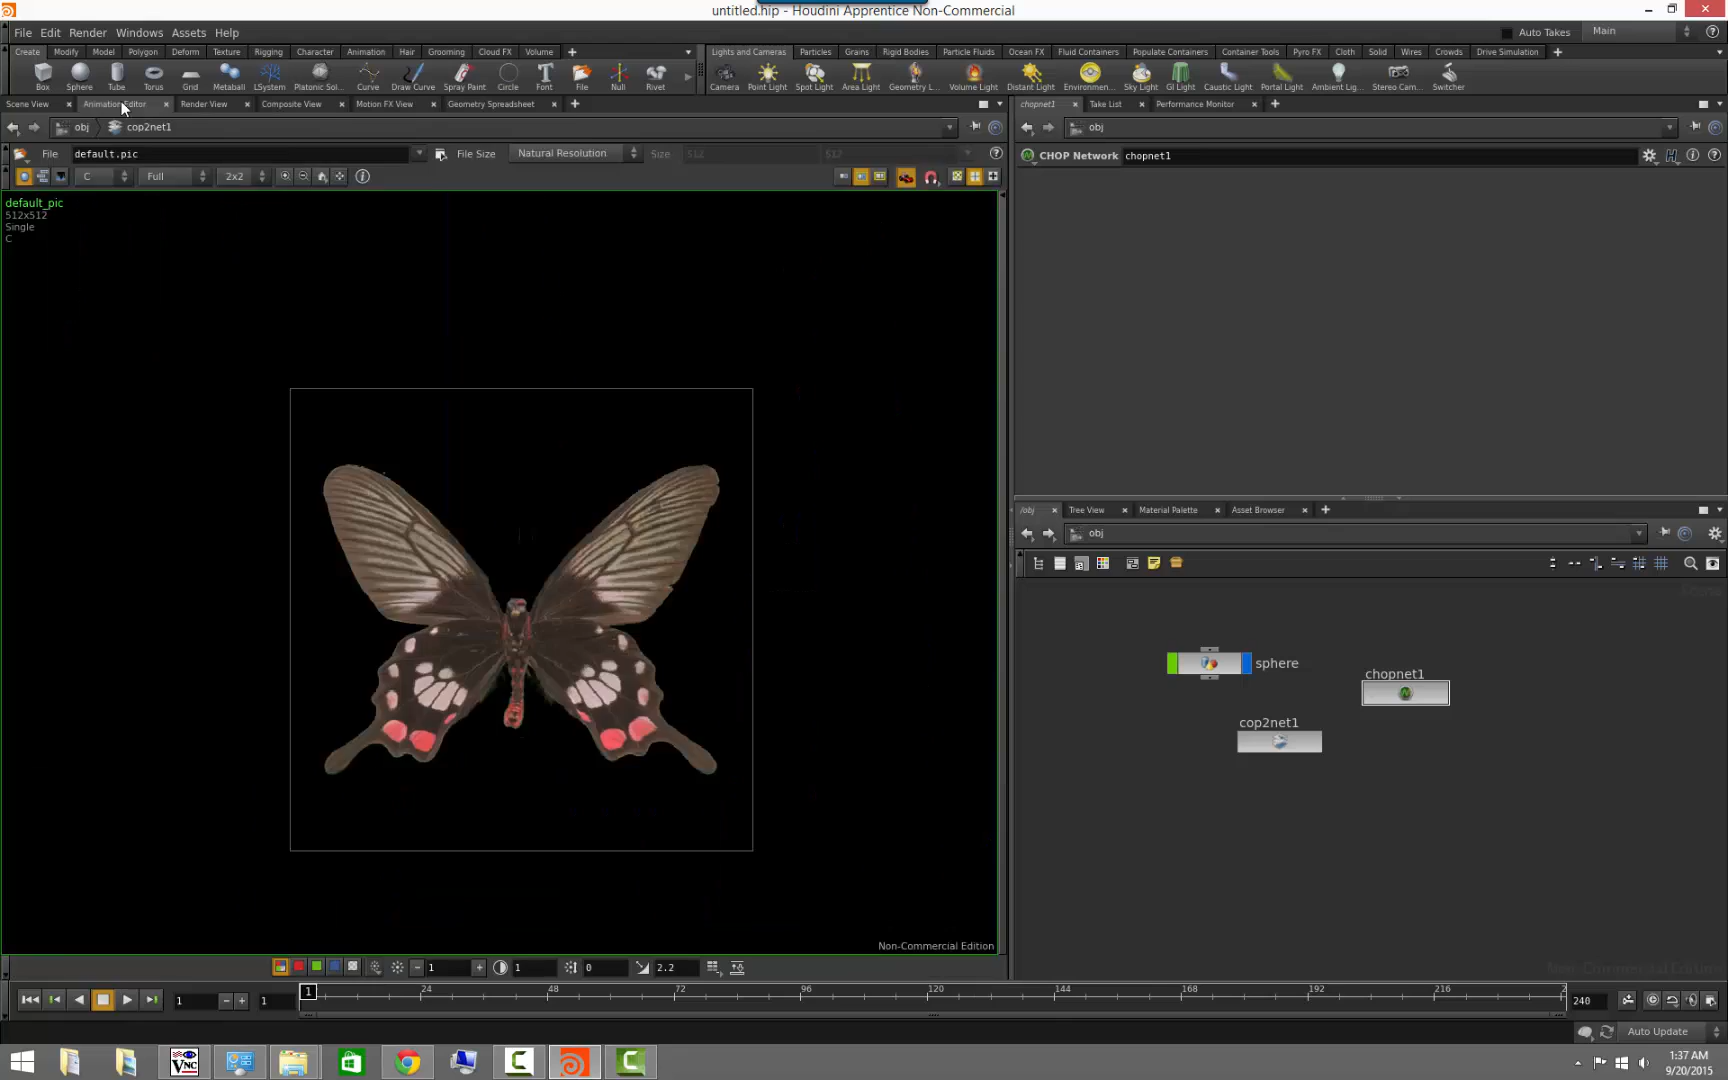 untitled.hip - Houdini Apprentice Non-Commercial
File Edit Render Windows Assets Help
Auto Takes Main
Create Modify Model Polygon Deform Texture Rigging Character Animation Hair Grooming Cloud FX Volume
Lights and Cameras Particles Grains Rigid Bodies Particle Fluids Ocean FX Fluid Containers Populate Containers Container Tools Pyro FX Cloth Solid Wires Crowds Drive Simulation
Box Sphere Tube Torus Grid Metaball LSystem Platonic Sol... Curve Draw Curve Spray Paint Circle Font File Null Rivet
Camera Point Light Spot Light Area Light Geometry L... Volume Light Distant Light Environmen... Sky Light GI Light Caustic Light Portal Light Ambient Lig... Stereo Cam... Switcher
Scene View Animation Editor Render View Composite View Motion FX View Geometry Spreadsheet
chopnet1 Take List Performance Monitor
obj cop2net1
obj
File default.pic File Size Natural Resolution Size 512 512
CHOP Network chopnet1
C Full 2x2
default_pic
512x512
Single
C
Non-Commercial Edition
/obj Tree View Material Palette Asset Browser
obj
sphere
chopnet1
cop2net1
Non-Commercial Edition
1 1 0 2.2
1 1 1 24 48 72 96 120 144 168 192 216 2 240
Auto Update
VNC
1:37 AM
9/20/2015